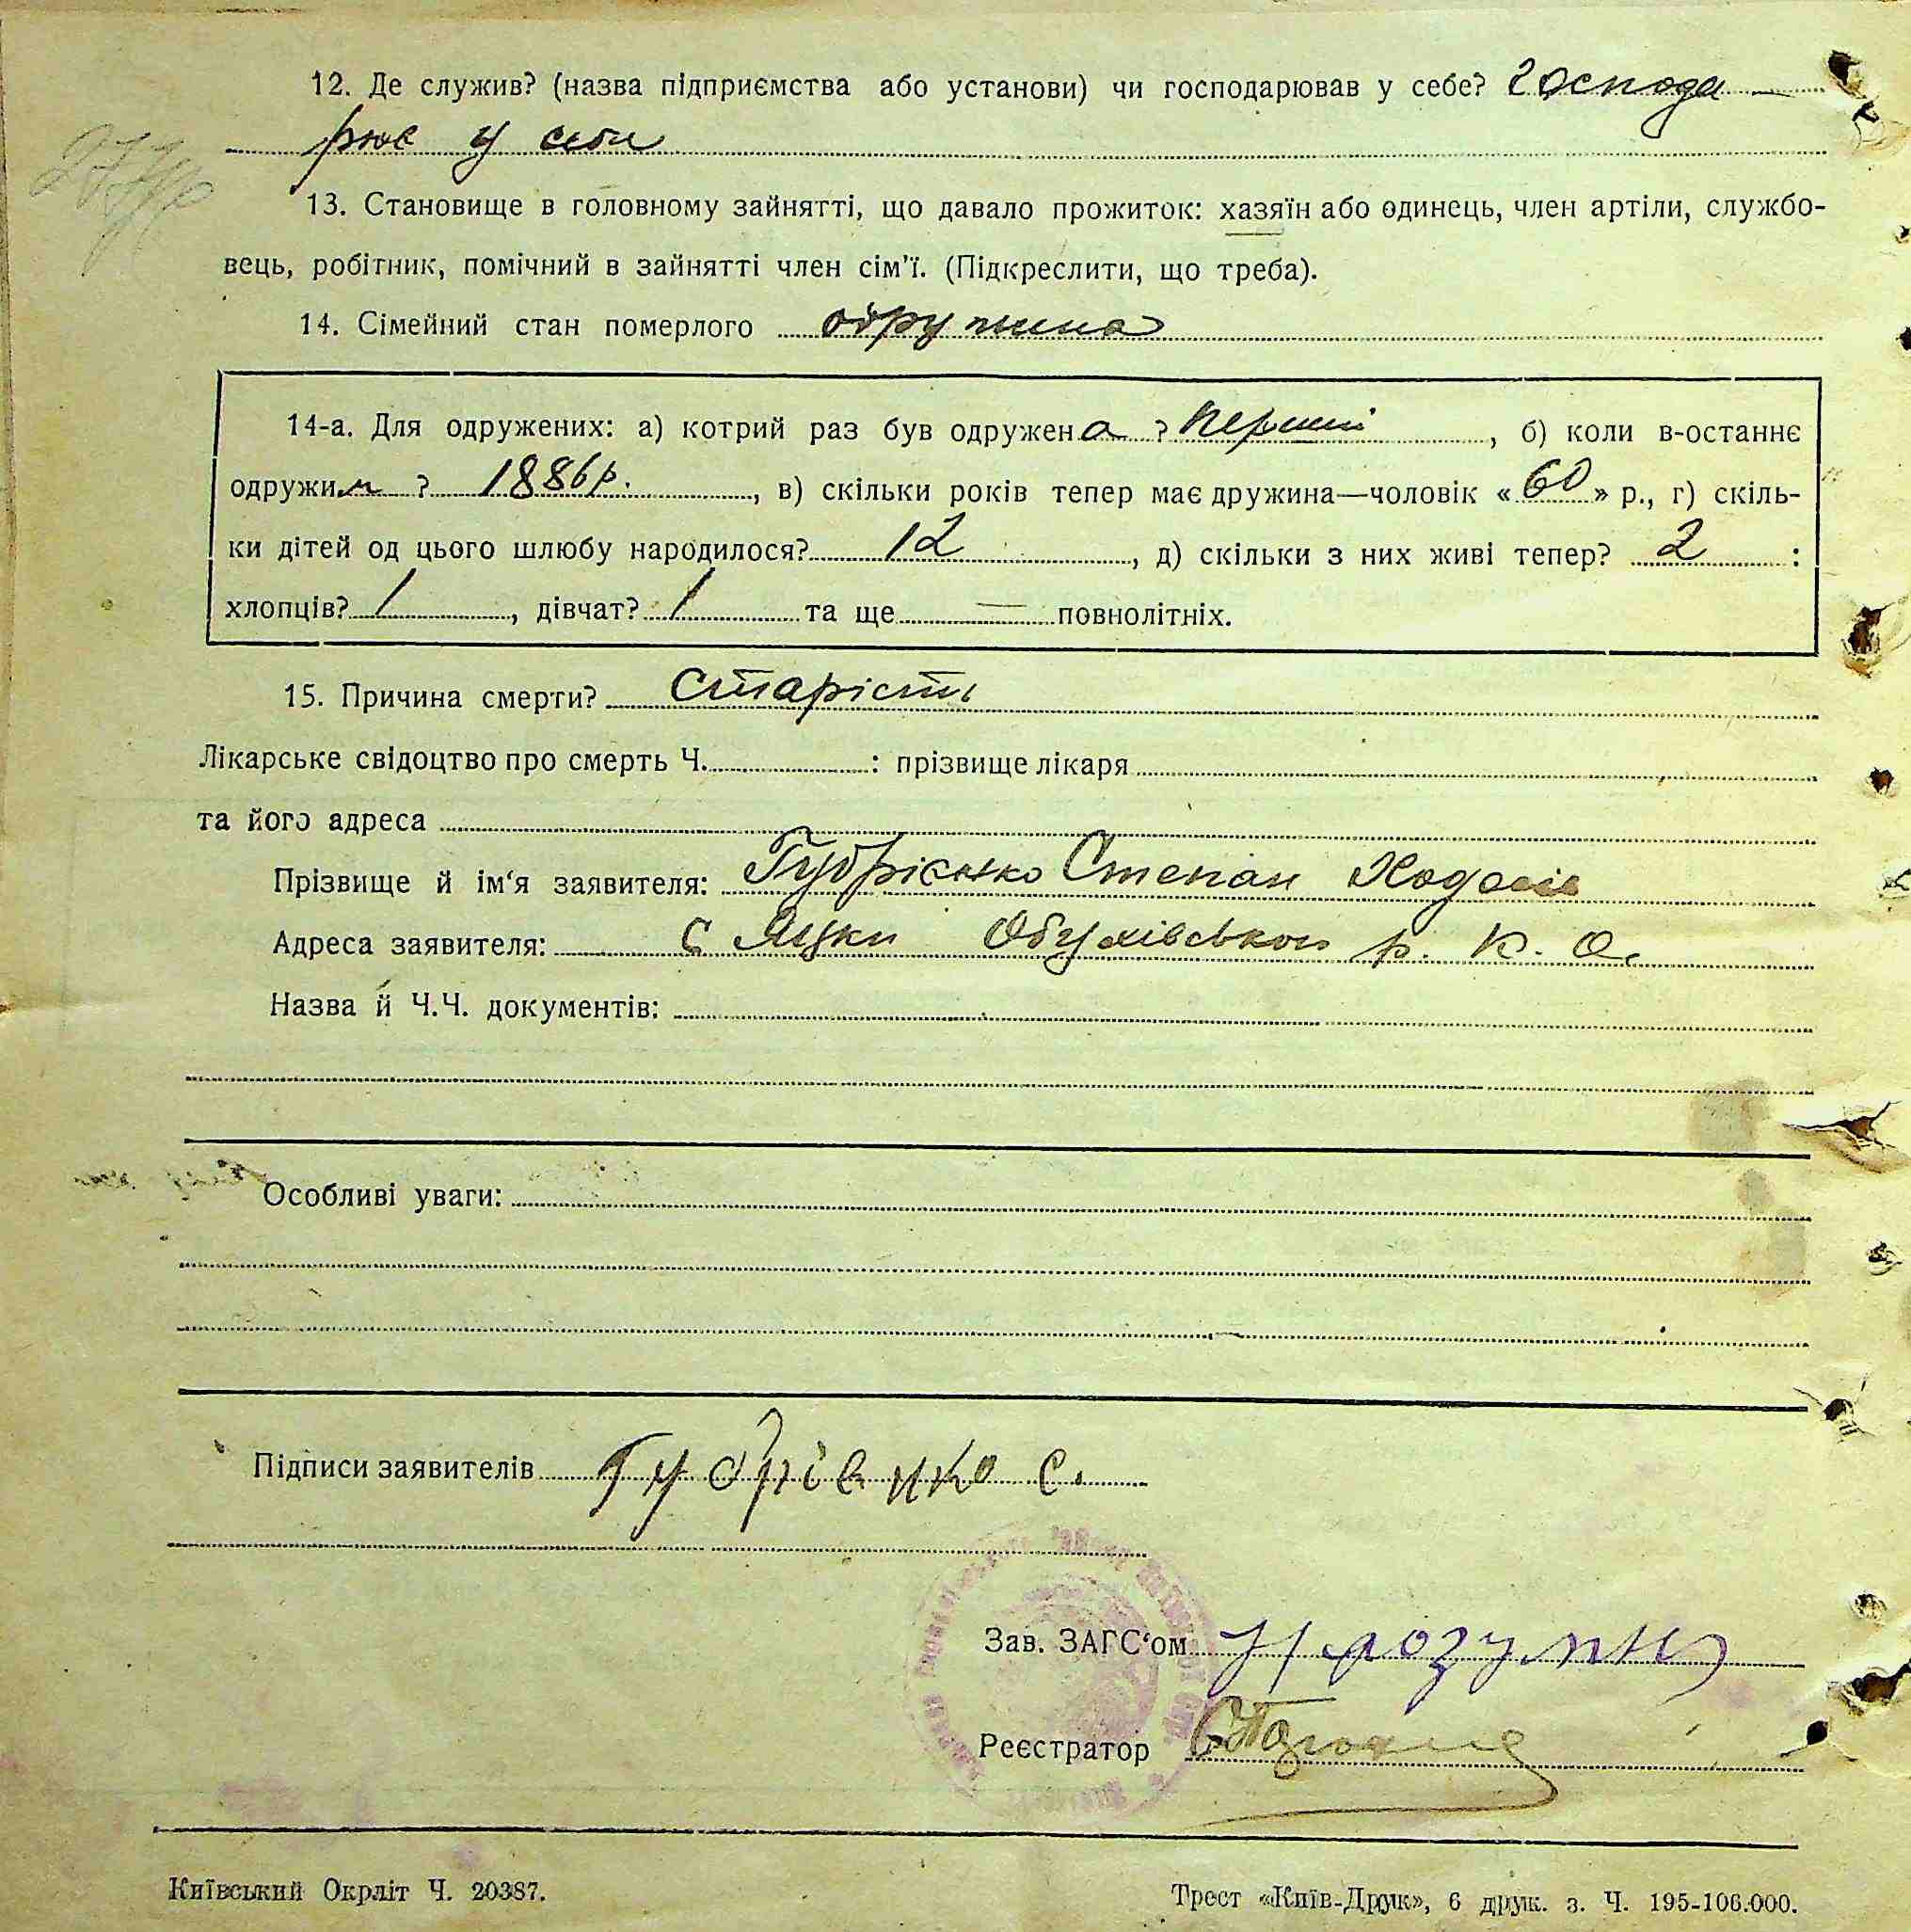 12. Де служив? (назва підприємства або установи) чи господарював у себе? Господа-
рює у себе
13. Становище в головному зайнятті, що давало прожиток: хазяїн або одинець, член артіли, службо-
вець, робітник, помічний в зайнятті член сім'ї. (Підкреслити, що треба).
14. Сімейний стан померлого одружена
14-а. Для одружених: а) котрий раз був одружена? перший, б) коли в-останнє
одружи ? 1886р., в) скільки років тепер має дружина—чоловік «60» р., г) скіль-
ки дітей од цього шлюбу народилося? 12, д) скільки з них живі тепер? 2 :
хлопців? 1, дівчат? 1 та ще — повнолітніх.
15. Причина смерти? Старість
Лікарське свідоцтво про смерть Ч. : прізвище лікаря
та його адреса
Прізвище й ім'я заявителя: Степан
Адреса заявителя: с Яцки р. К. О.
Назва й Ч.Ч. документів:
Особливі уваги:
Підписи заявителів С.
Зав. ЗАГС'ом
Реєстратор
Київський Окрліт Ч. 20387.
Трест «Київ-Друк», 6 друк. з. Ч. 195-106.000.